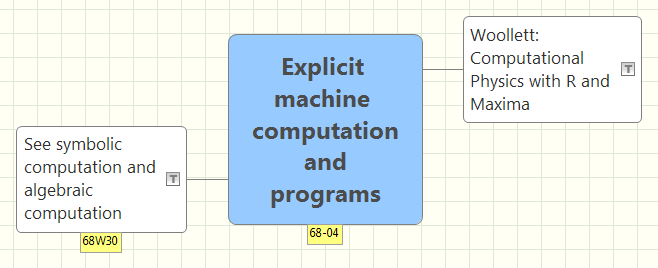 Woollett:
Computational
Physics with R and
Maxima
T
Explicit
machine
computation
and
programs
68-04
See symbolic
computation and
algebraic
computation
T
68W30